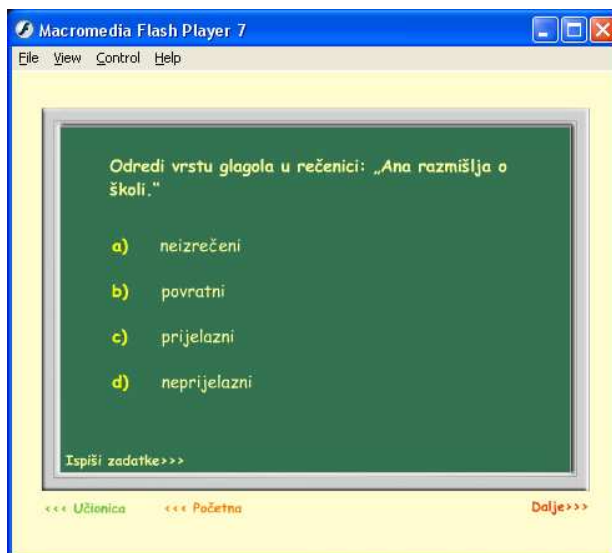 Macromedia Flash Player 7
File View Control Help
Odredi vrstu glagola u rečenici: „Ana razmišlja o
školi.“
a) neizrečeni
b) povratni
c) prijelazni
d) neprijelazni
Ispiši zadatke>>>
<<< Učionica <<< Početna Dalje>>>